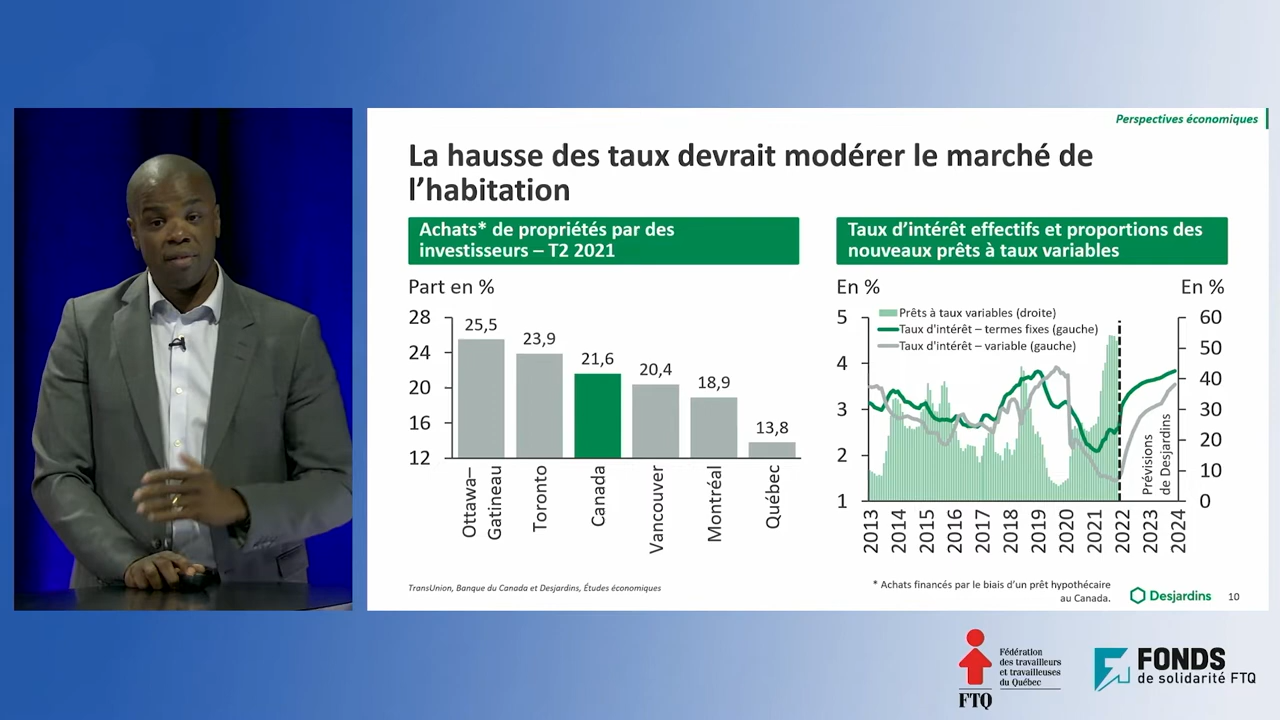 Perspectives économiques
La hausse des taux devrait modérer le marché de
l’habitation
Achats* de propriétés par des
investisseurs – T2 2021
Part en %
28
24
20
16
12
25,5
23,9
21,6
20,4
18,9
13,8
Ottawa–
Gatineau
Toronto
Canada
Vancouver
Montréal
Québec
Taux d’intérêt effectifs et proportions des
nouveaux prêts à taux variables
En %
En %
Prêts à taux variables (droite)
Taux d'intérêt – termes fixes (gauche)
Taux d'intérêt – variable (gauche)
5
4
3
2
1
60
50
40
30
20
10
0
Prévisions
de Desjardins
2013
2014
2015
2016
2017
2018
2019
2020
2021
2022
2023
2024
TransUnion, Banque du Canada et Desjardins, Études économiques
* Achats financés par le biais d’un prêt hypothécaire
au Canada.
Desjardins
10
FTQ
Fédération
des travailleurs
et travailleuses
du Québec
FONDS
de solidarité FTQ